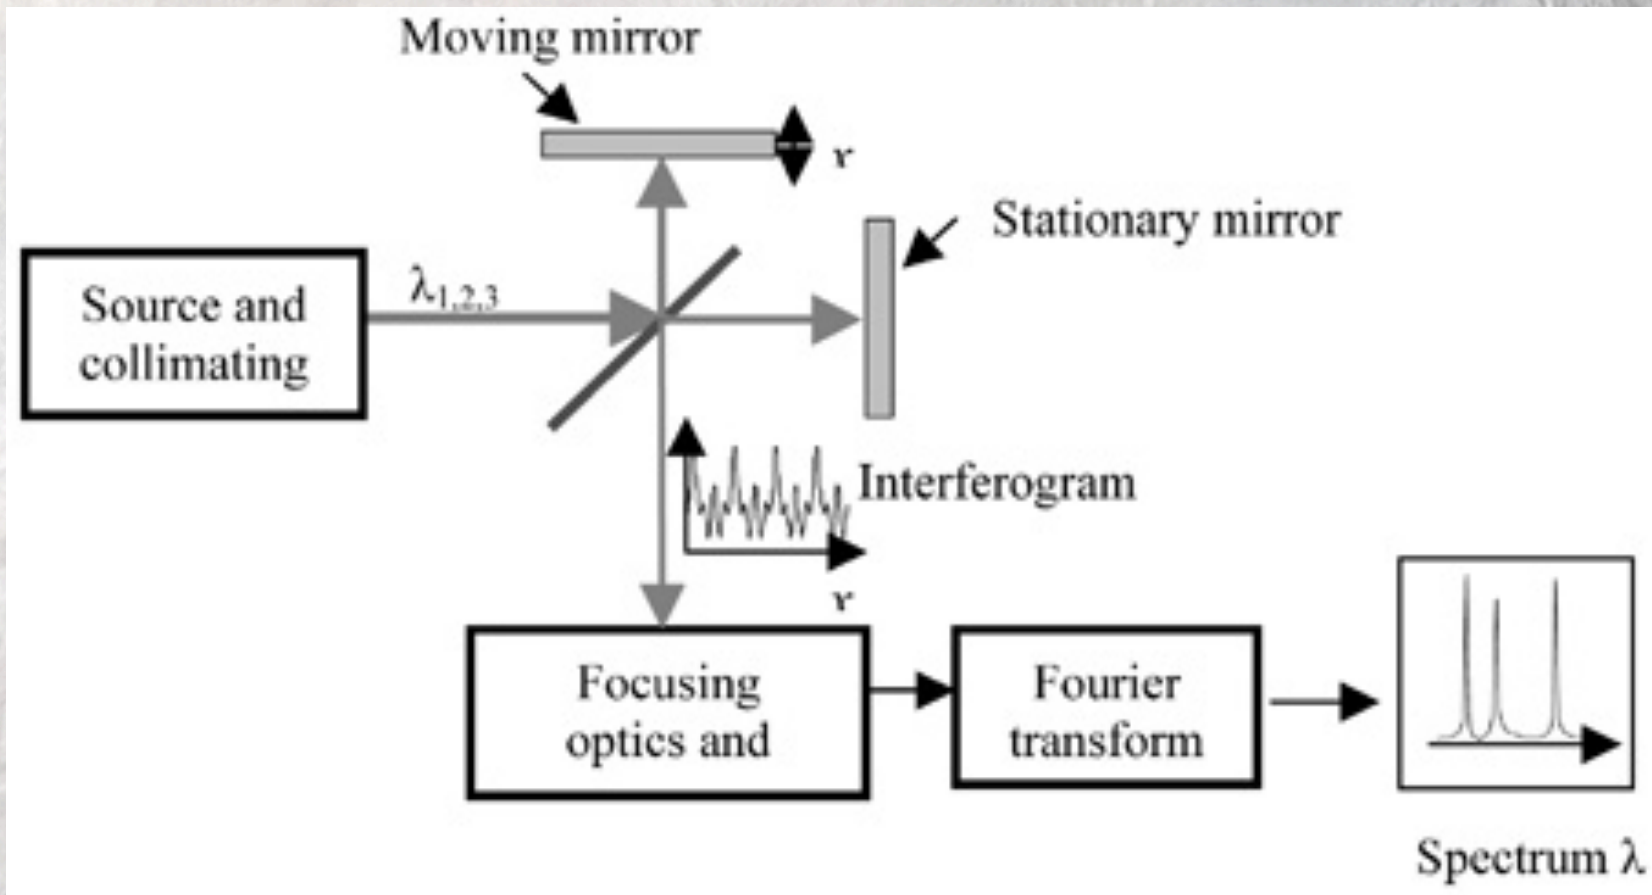 Moving mirror
x
Stationary mirror
Source and
collimating
λ1,2,3
Interferogram
x
Focusing
optics and
Fourier
transform
Spectrum λ